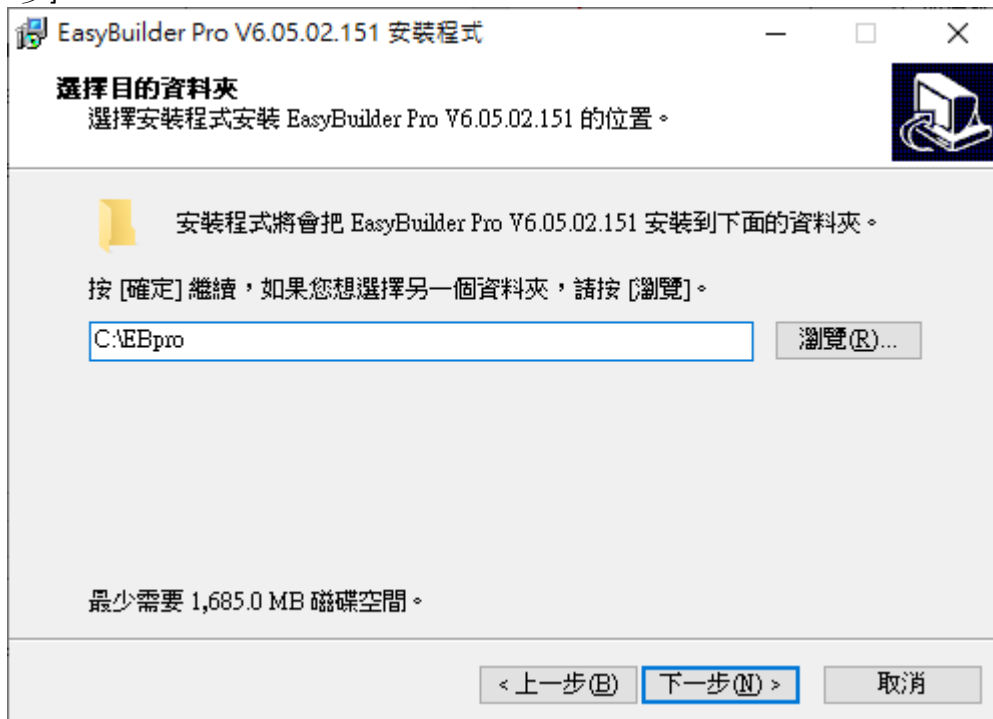 EasyBuilder Pro V6.05.02.151 安裝程式
選擇目的資料夾
選擇安裝程式安裝 EasyBuilder Pro V6.05.02.151 的位置。
安裝程式將會把 EasyBuilder Pro V6.05.02.151 安裝到下面的資料夾。
按 [確定] 繼續，如果您想選擇另一個資料夾，請按 [瀏覽]。
C:\EBpro
瀏覽(R)...
最少需要 1,685.0 MB 磁碟空間。
<上一步(B) 下一步(N) > 取消